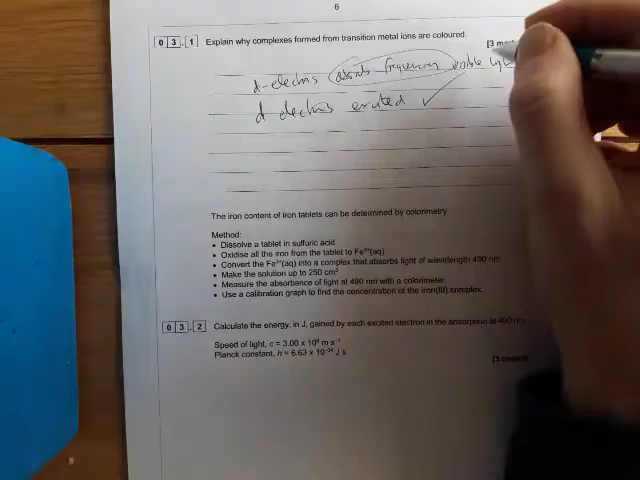 6
0 3 . 1 Explain why complexes formed from transition metal ions are coloured.
[3 mar
d-electrons absorbs frequencies visible
d electrons excited ✓
The iron content of iron tablets can be determined by colorimetry
Method:
• Dissolve a tablet in sulfuric acid
• Oxidise all the iron from the tablet to Fe³⁺(aq)
• Convert the Fe³⁺(aq) into a complex that absorbs light of wavelength 490 nm
• Make the solution up to 250 cm³
• Measure the absorbance of light at 490 nm with a colorimeter
• Use a calibration graph to find the concentration of the iron(III) complex.
0 3 . 2 Calculate the energy, in J, gained by each excited electron in the absorption at 490 nm
Speed of light, c = 3.00 x 10⁸ m s⁻¹
Planck constant, h = 6.63 x 10⁻³⁴ J s
[3 marks